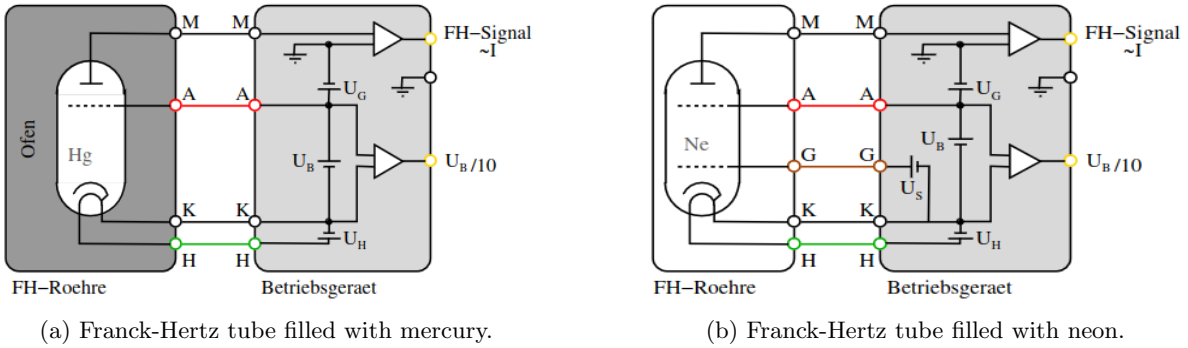 M M FH−Signal
~I
U_G
A A
Ofen
Hg
U_B
U_B/10
K K
U_H
H H
FH−Roehre Betriebsgeraet
(a) Franck-Hertz tube filled with mercury.
M M FH−Signal
~I
U_G
A A
U_B
Ne
G G
U_B/10
U_S
K K
U_H
H H
FH−Roehre Betriebsgeraet
(b) Franck-Hertz tube filled with neon.